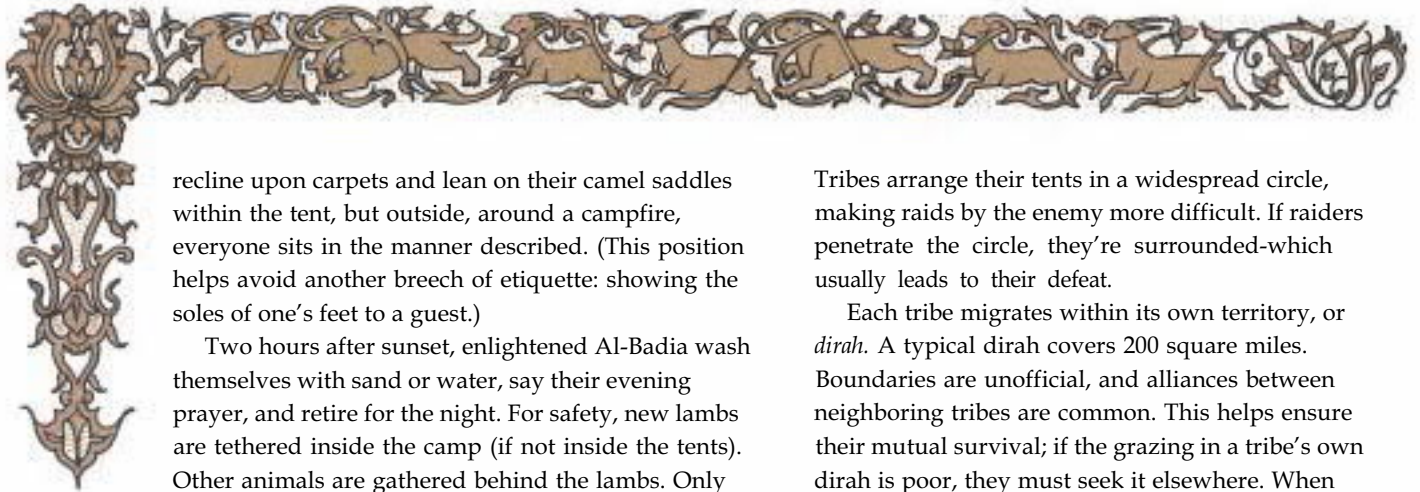 recline upon carpets and lean on their camel saddles
within the tent, but outside, around a campfire,
everyone sits in the manner described. (This position
helps avoid another breech of etiquette: showing the
soles of one’s feet to a guest.)
Two hours after sunset, enlightened Al-Badia wash
themselves with sand or water, say their evening
prayer, and retire for the night. For safety, new lambs
are tethered inside the camp (if not inside the tents).
Other animals are gathered behind the lambs. Only
Tribes arrange their tents in a widespread circle,
making raids by the enemy more difficult. If raiders
penetrate the circle, they’re surrounded-which
usually leads to their defeat.
Each tribe migrates within its own territory, or
dirah. A typical dirah covers 200 square miles.
Boundaries are unofficial, and alliances between
neighboring tribes are common. This helps ensure
their mutual survival; if the grazing in a tribe’s own
dirah is poor, they must seek it elsewhere. When